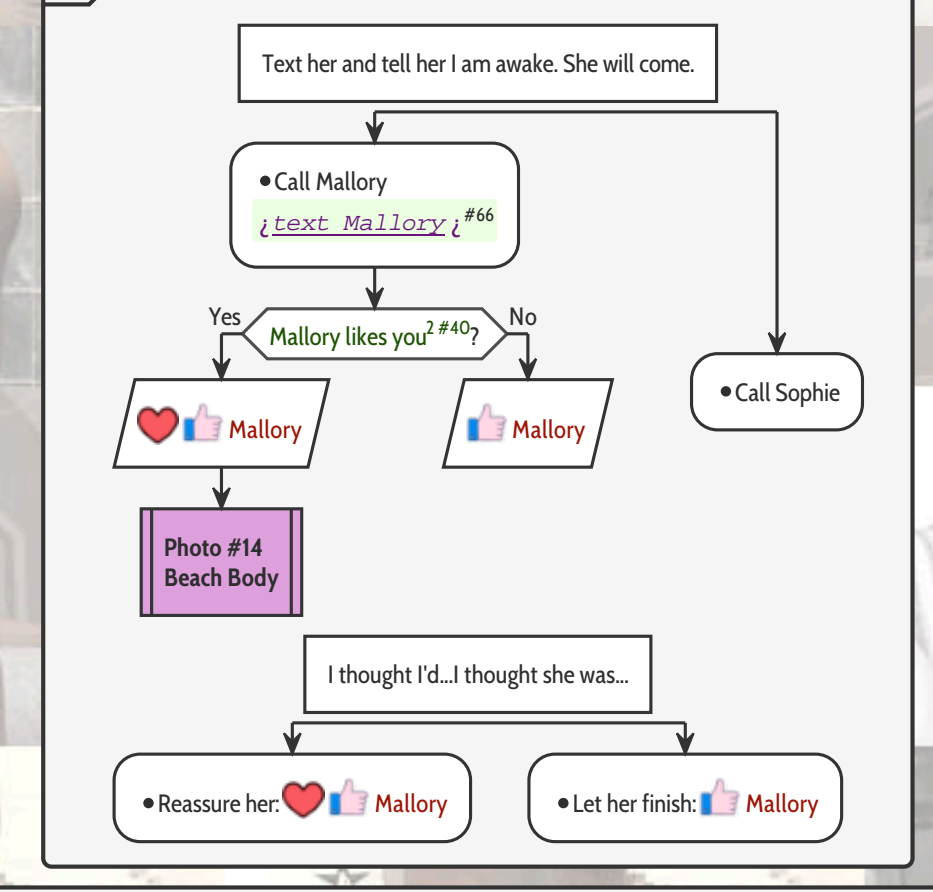 Text her and tell her I am awake. She will come.
•Call Mallory
¿text Mallory¿#66
Yes
Mallory likes you2 #40?
No
•Call Sophie
Mallory
Mallory
Photo #14
Beach Body
I thought I'd...I thought she was...
•Reassure her: Mallory
•Let her finish: Mallory